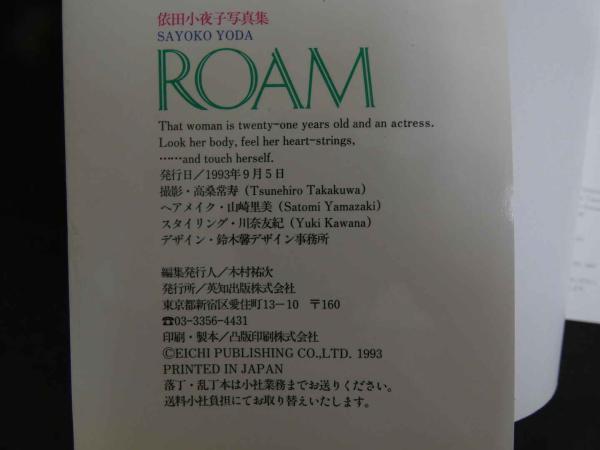 依田小夜子写真集
SAYOKO YODA
ROAM
That woman is twenty-one years old and an actress.
Look her body, feel her heart-strings,
……and touch herself.
発行日／1993年9月5日
撮影・高桑常寿（Tsunehiro Takakuwa）
ヘアメイク・山崎里美（Satomi Yamazaki）
スタイリング・川奈友紀（Yuki Kawana）
デザイン・鈴木馨デザイン事務所
編集発行人／木村祐次
発行所／英知出版株式会社
東京都新宿区愛住町13−10　〒160
☎03-3356-4431
印刷・製本／凸版印刷株式会社
©EICHI PUBLISHING CO.,LTD. 1993
PRINTED IN JAPAN
落丁・乱丁本は小社業務までお送りください。
送料小社負担にてお取り替えいたします。